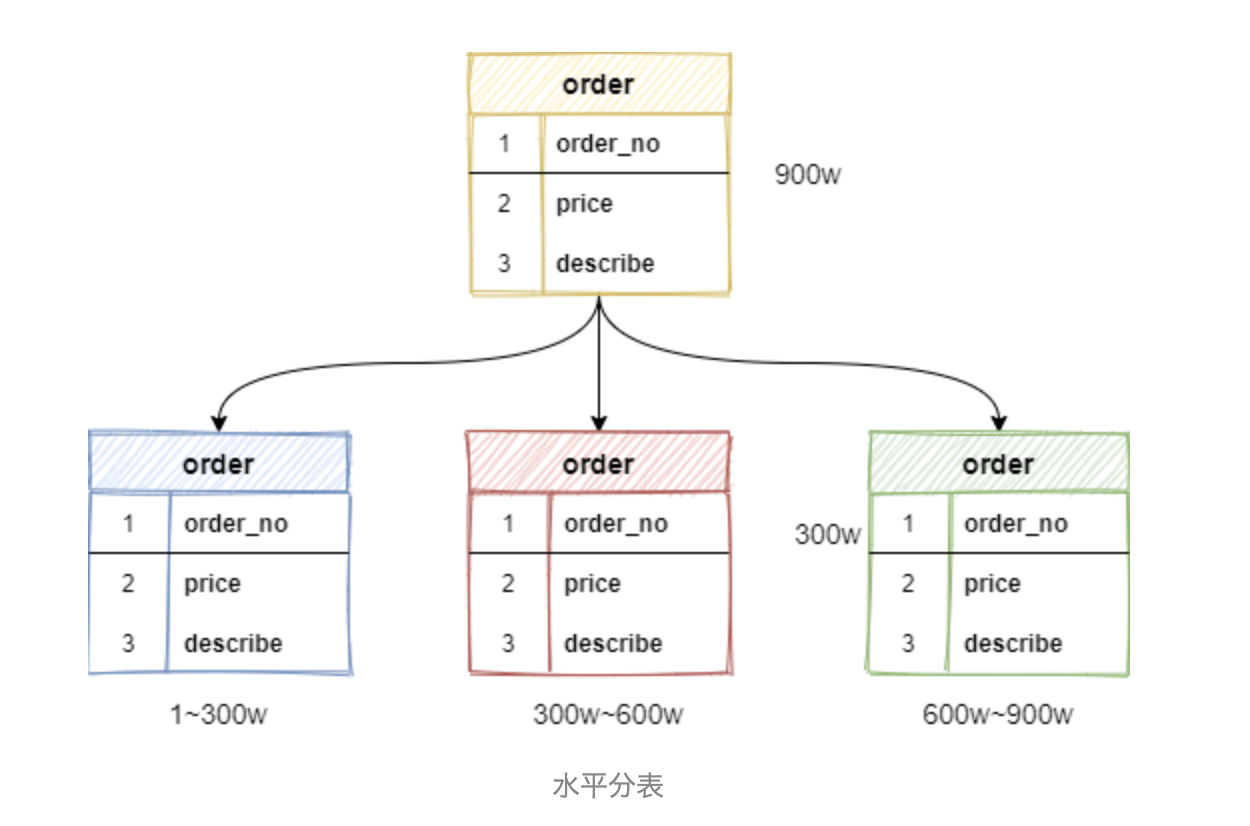 order
1 order_no
900w
2 price
3 describe
order
1 order_no
2 price
3 describe
1~300w
order
1 order_no
2 price
3 describe
300w~600w
300w
order
1 order_no
2 price
3 describe
600w~900w
水平分表